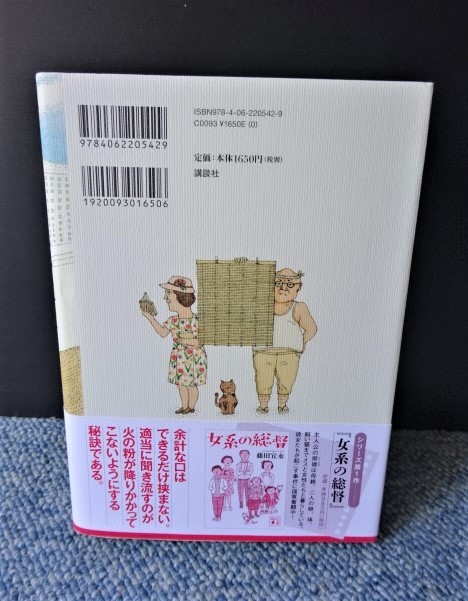 ISBN978-4-06-220542-9
C0093 ¥1650E (0)
9784062205429
定価：本体1650円（税別）
講談社
1920093016506
余計な口は
できるだけ挟まない。
適当に聞き流すのが
火の粉が降りかかって
こないようにする
秘訣である。
女系の総督
藤田宜永
シリーズ第1作
『女系の総督』